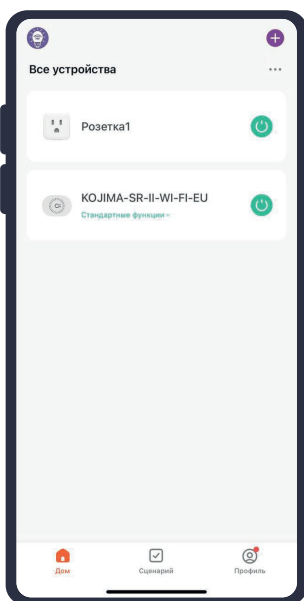 Все устройства
Розетка1
KOJIMA-SR-II-WI-FI-EU
Стандартные функции
Дом
Сценарий
Профиль